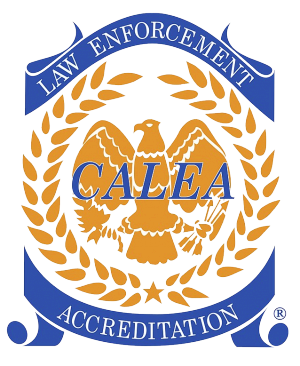 LAW ENFORCEMENT
CALEA
ACCREDITATION
®